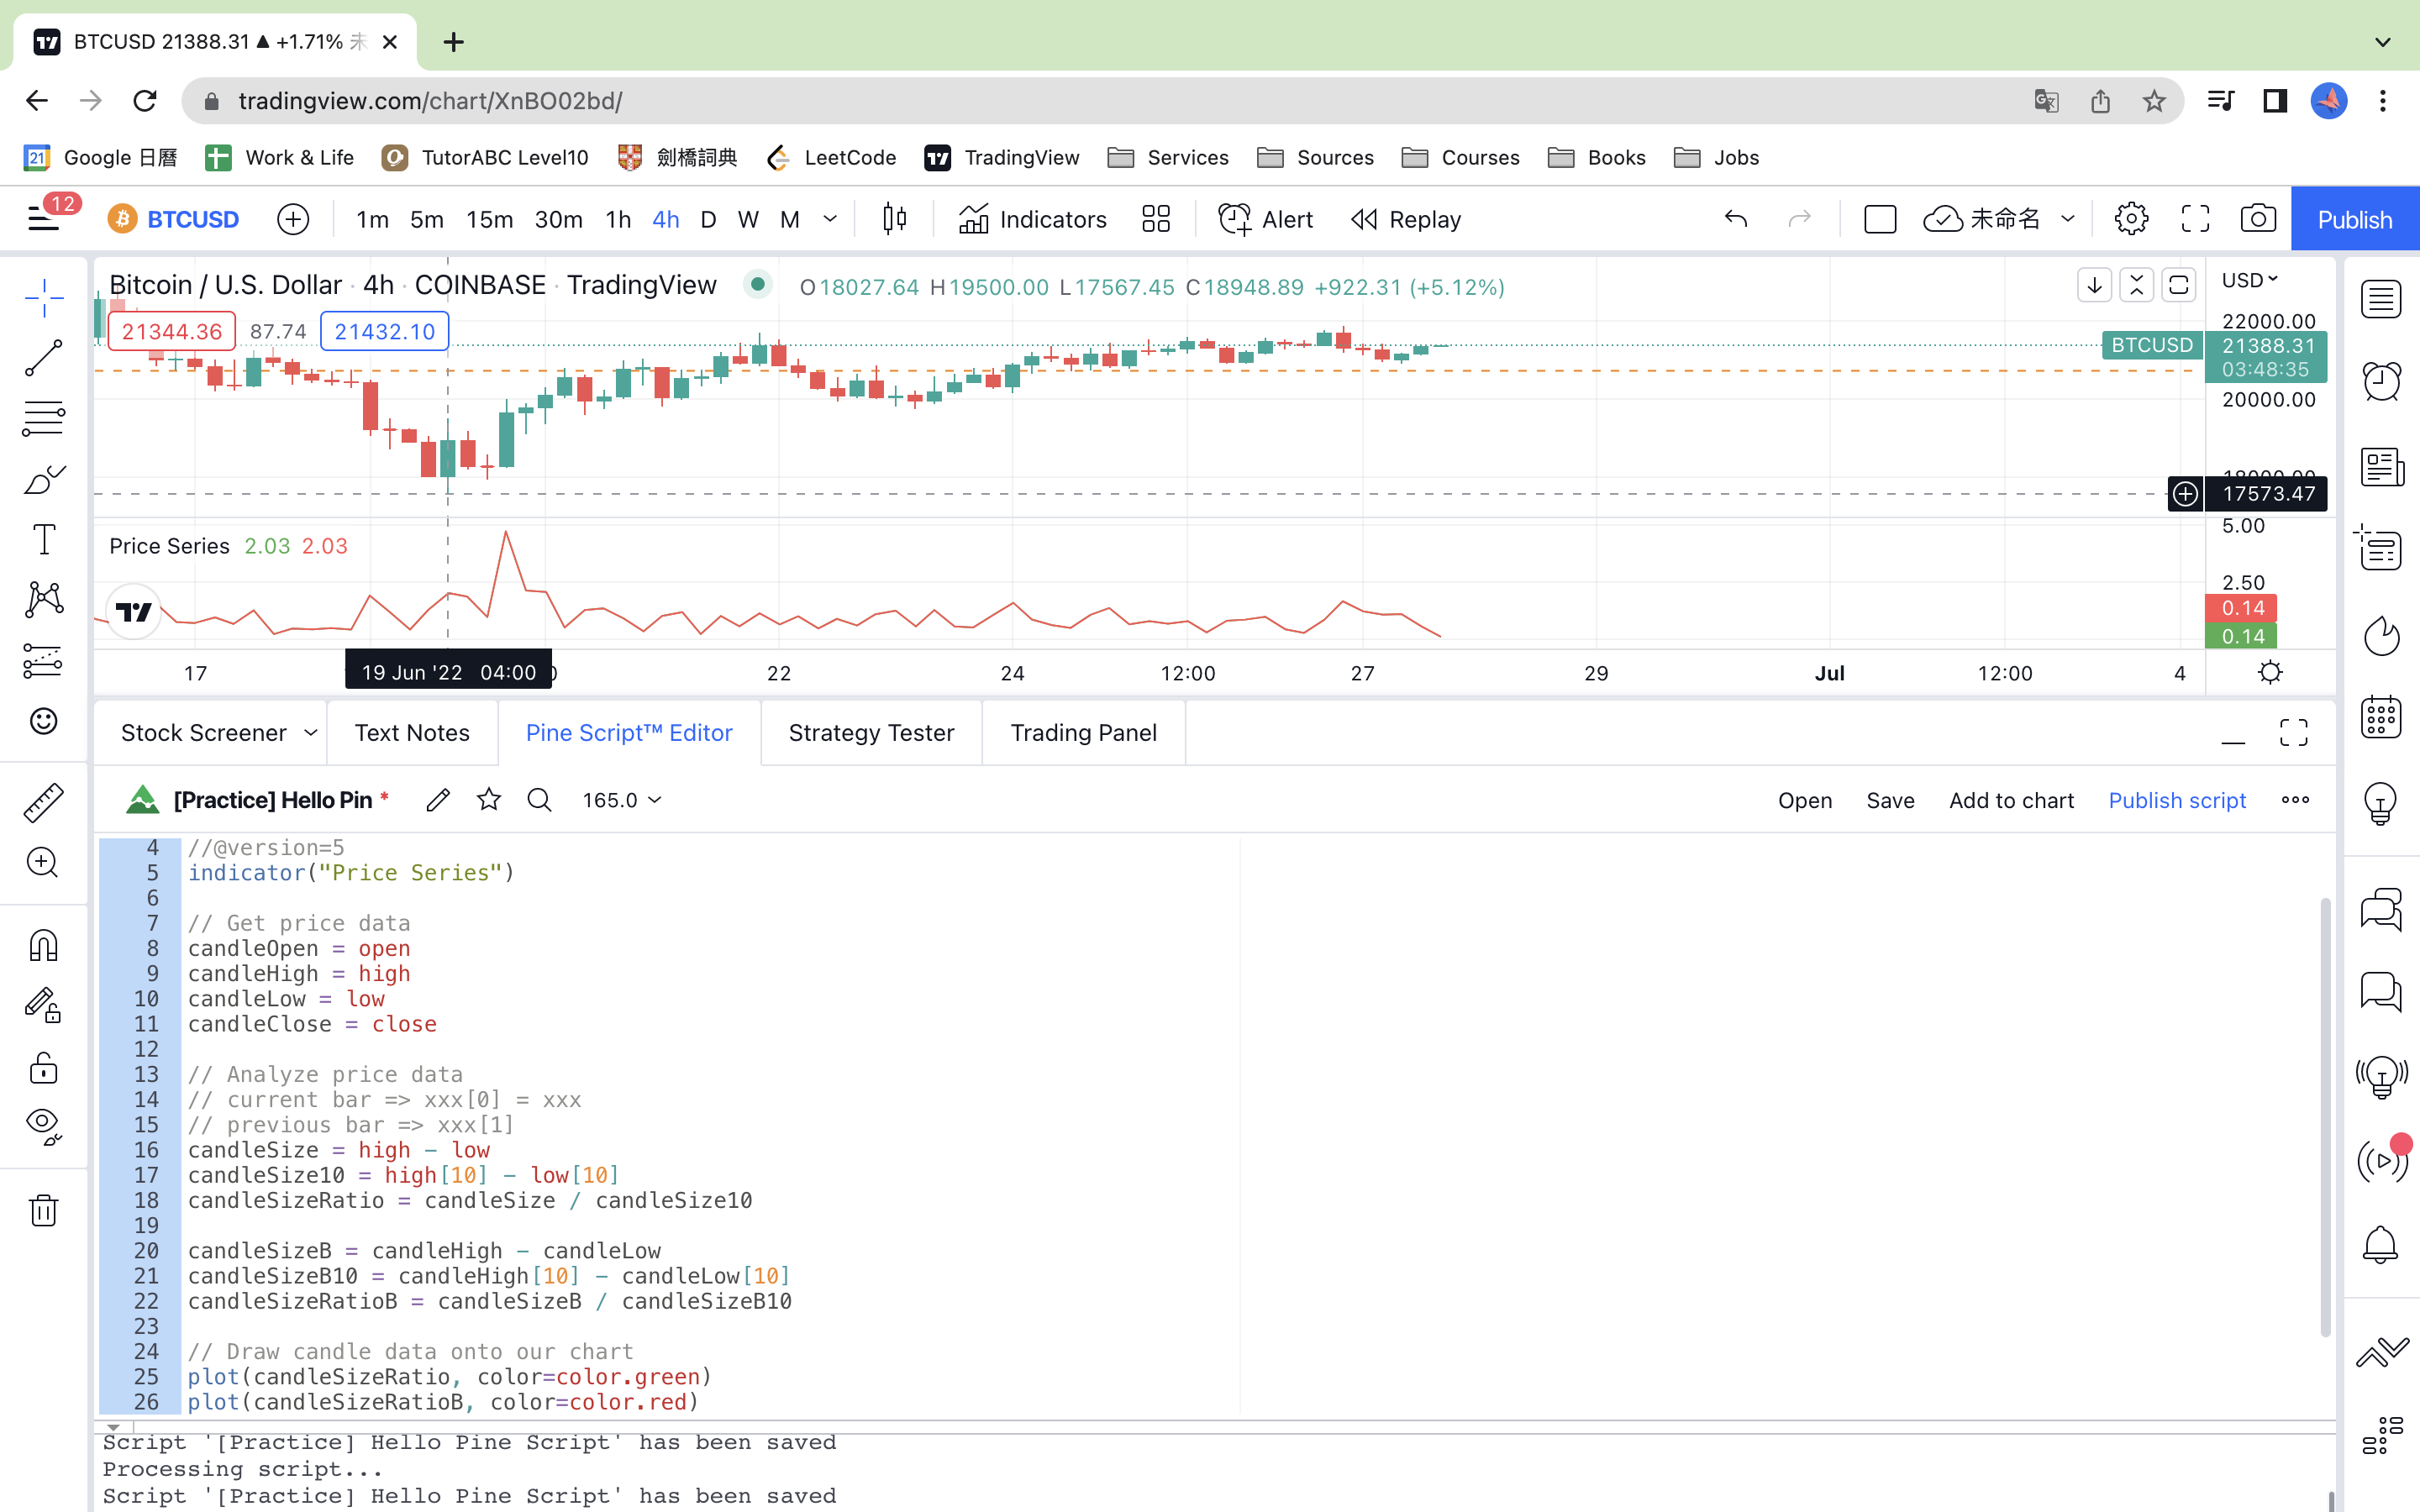 BTCUSD 21388.31 ▲ +1.71% 未
tradingview.com/chart/XnBO02bd/
21 Google 日曆 Work & Life TutorABC Level10 劍橋詞典 LeetCode TradingView Services Sources Courses Books Jobs
12 BTCUSD 1m 5m 15m 30m 1h 4h D W M Indicators Alert Replay 未命名 Publish
Bitcoin / U.S. Dollar · 4h · COINBASE · TradingView O18027.64 H19500.00 L17567.45 C18948.89 +922.31 (+5.12%) USD
21344.36 87.74 21432.10
22000.00
BTCUSD 21388.31
03:48:35
20000.00
18000.00
17573.47
5.00
Price Series 2.03 2.03
2.50
0.14
0.14
17 19 Jun '22 04:00 22 24 12:00 27 29 Jul 12:00 4
Stock Screener Text Notes Pine Script™ Editor Strategy Tester Trading Panel
[Practice] Hello Pin * 165.0 Open Save Add to chart Publish script
4 //@version=5
5 indicator("Price Series")
6
7 // Get price data
8 candleOpen = open
9 candleHigh = high
10 candleLow = low
11 candleClose = close
12
13 // Analyze price data
14 // current bar => xxx[0] = xxx
15 // previous bar => xxx[1]
16 candleSize = high - low
17 candleSize10 = high[10] - low[10]
18 candleSizeRatio = candleSize / candleSize10
19
20 candleSizeB = candleHigh - candleLow
21 candleSizeB10 = candleHigh[10] - candleLow[10]
22 candleSizeRatioB = candleSizeB / candleSizeB10
23
24 // Draw candle data onto our chart
25 plot(candleSizeRatio, color=color.green)
26 plot(candleSizeRatioB, color=color.red)
Script '[Practice] Hello Pine Script' has been saved
Processing script...
Script '[Practice] Hello Pine Script' has been saved